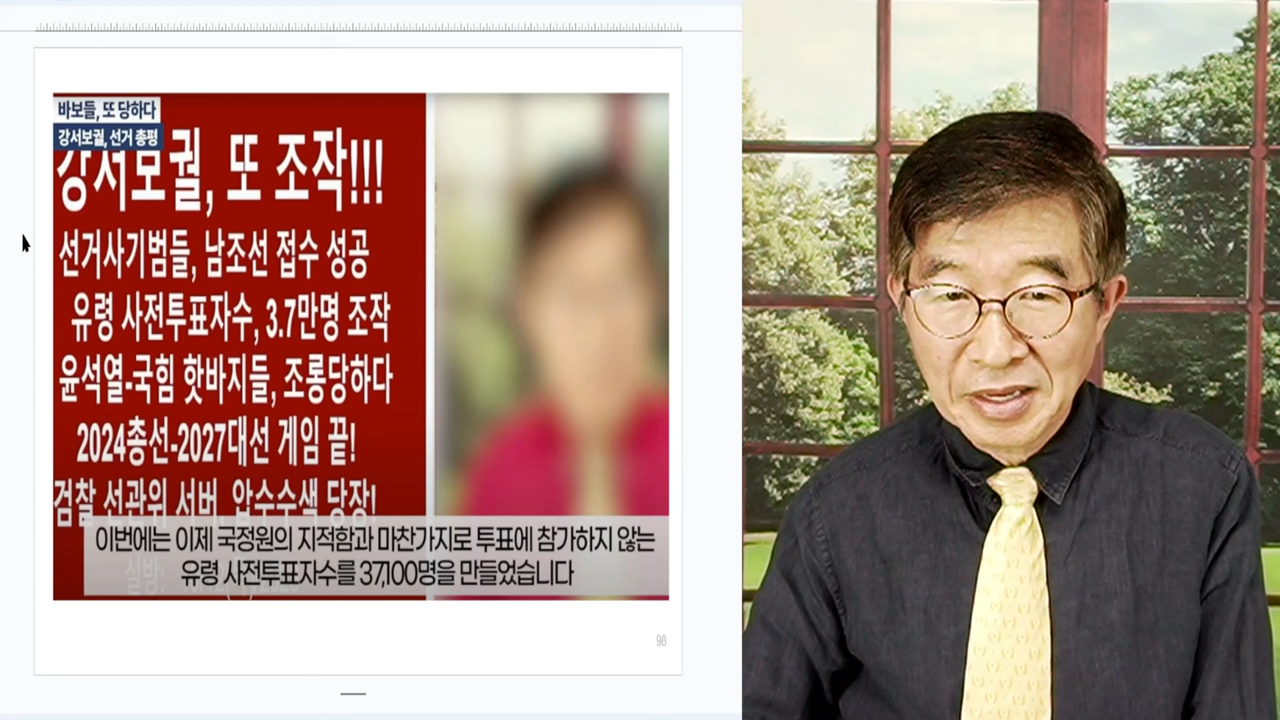 바보들, 또 당하다
강서보궐, 선거 총평
강서보궐, 또 조작!!!
선거사기범들, 남조선 접수 성공
유령 사전투표자수, 3.7만명 조작
윤석열-국힘 핫바지들, 조롱당하다
2024총선-2027대선 게임 끝!
검찰 선관위 서버, 압수수색 당장!
이번에는 이제 국정원의 지적함과 마찬가지로 투표에 참가하지 않는
유령 사전투표자수를 37,100명을 만들었습니다
실방:
98